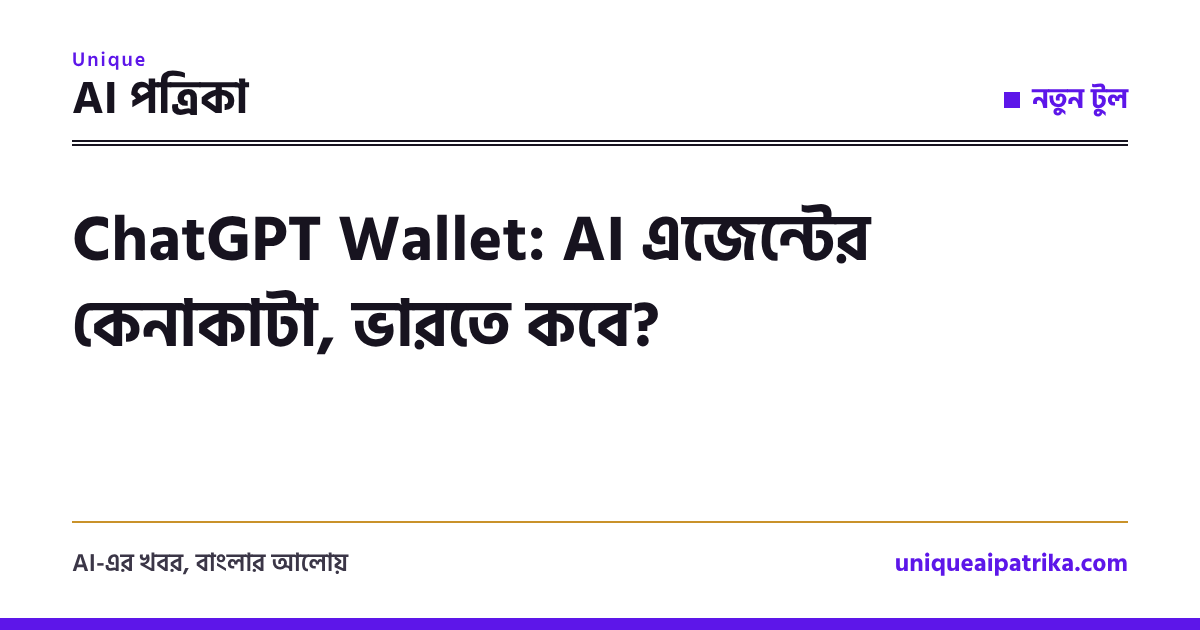 Unique
AI পত্রিকা
নতুন টুল
ChatGPT Wallet: AI এজেন্টের
কেনাকাটা, ভারতে কবে?
AI-এর খবর, বাংলার আলোয়
uniqueaipatrika.com